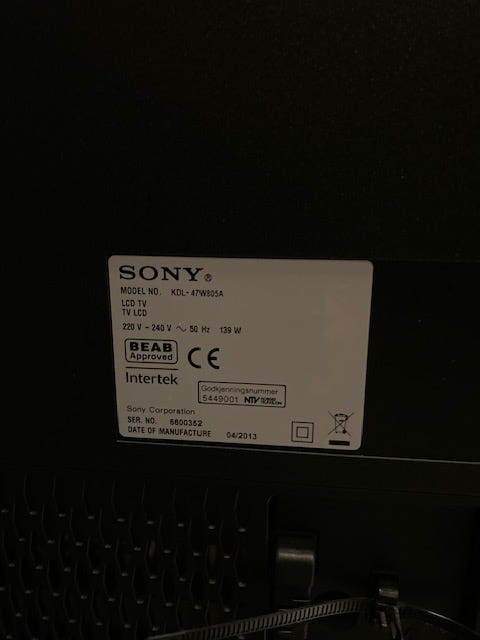 SONY®
MODEL NO. KDL-47W805A
LCD TV
TV LCD
220 V - 240 V ～ 50 Hz 139 W
BEAB
Approved
CE
Intertek
Godkjenningsnummer
5449001 NTV
Sony Corporation
SER. NO. 6600352
DATE OF MANUFACTURE 04/2013